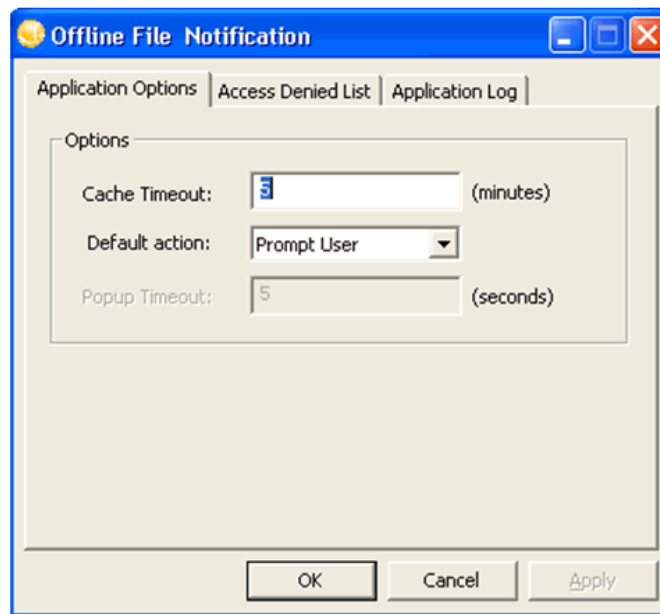 Offline File Notification
Application Options Access Denied List Application Log
Options
Cache Timeout: 5 (minutes)
Default action: Prompt User
Popup Timeout: 5 (seconds)
OK Cancel Apply